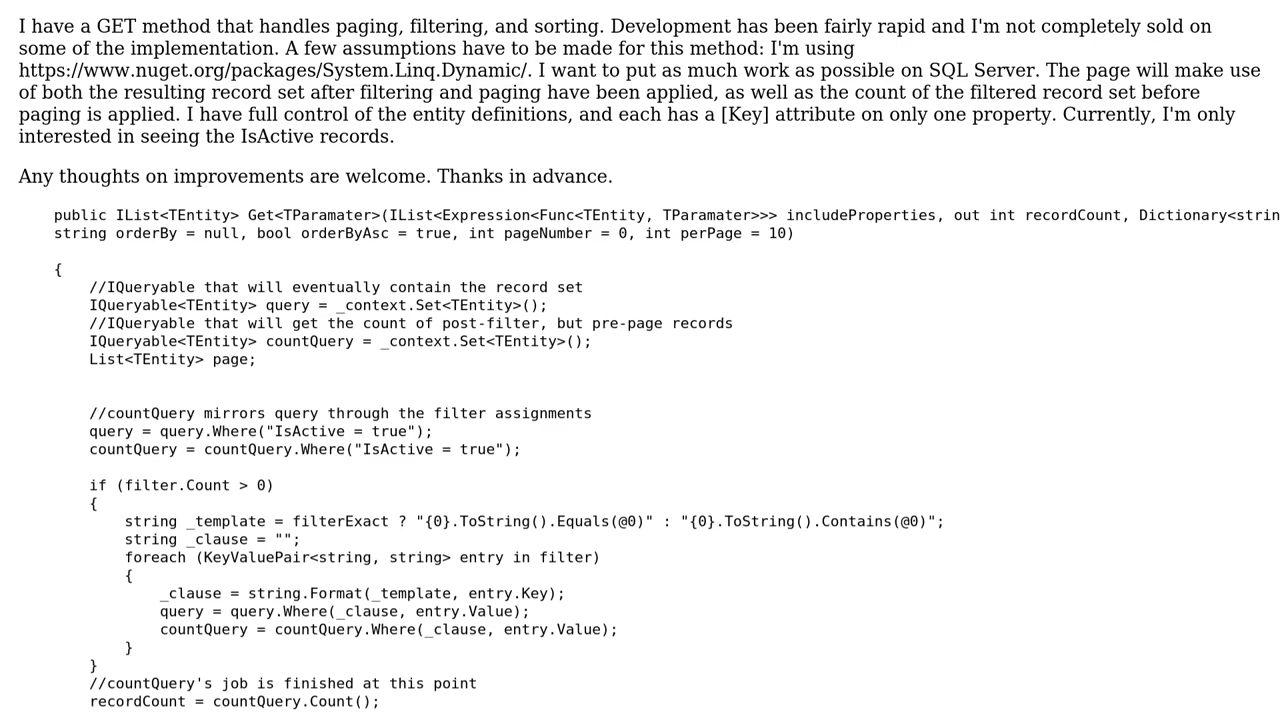 I have a GET method that handles paging, filtering, and sorting. Development has been fairly rapid and I'm not completely sold on
some of the implementation. A few assumptions have to be made for this method: I'm using
https://www.nuget.org/packages/System.Linq.Dynamic/. I want to put as much work as possible on SQL Server. The page will make use
of both the resulting record set after filtering and paging have been applied, as well as the count of the filtered record set before
paging is applied. I have full control of the entity definitions, and each has a [Key] attribute on only one property. Currently, I'm only
interested in seeing the IsActive records.
Any thoughts on improvements are welcome. Thanks in advance.
public IList<TEntity> Get<TParamater>(IList<Expression<Func<TEntity, TParamater>>> includeProperties, out int recordCount, Dictionary<strin
string orderBy = null, bool orderByAsc = true, int pageNumber = 0, int perPage = 10)
{
//IQueryable that will eventually contain the record set
IQueryable<TEntity> query = _context.Set<TEntity>();
//IQueryable that will get the count of post-filter, but pre-page records
IQueryable<TEntity> countQuery = _context.Set<TEntity>();
List<TEntity> page;
//countQuery mirrors query through the filter assignments
query = query.Where("IsActive = true");
countQuery = countQuery.Where("IsActive = true");
if (filter.Count > 0)
{
string _template = filterExact ? "{0}.ToString().Equals(@0)" : "{0}.ToString().Contains(@0)";
string _clause = "";
foreach (KeyValuePair<string, string> entry in filter)
{
_clause = string.Format(_template, entry.Key);
query = query.Where(_clause, entry.Value);
countQuery = countQuery.Where(_clause, entry.Value);
}
}
//countQuery's job is finished at this point
recordCount = countQuery.Count();